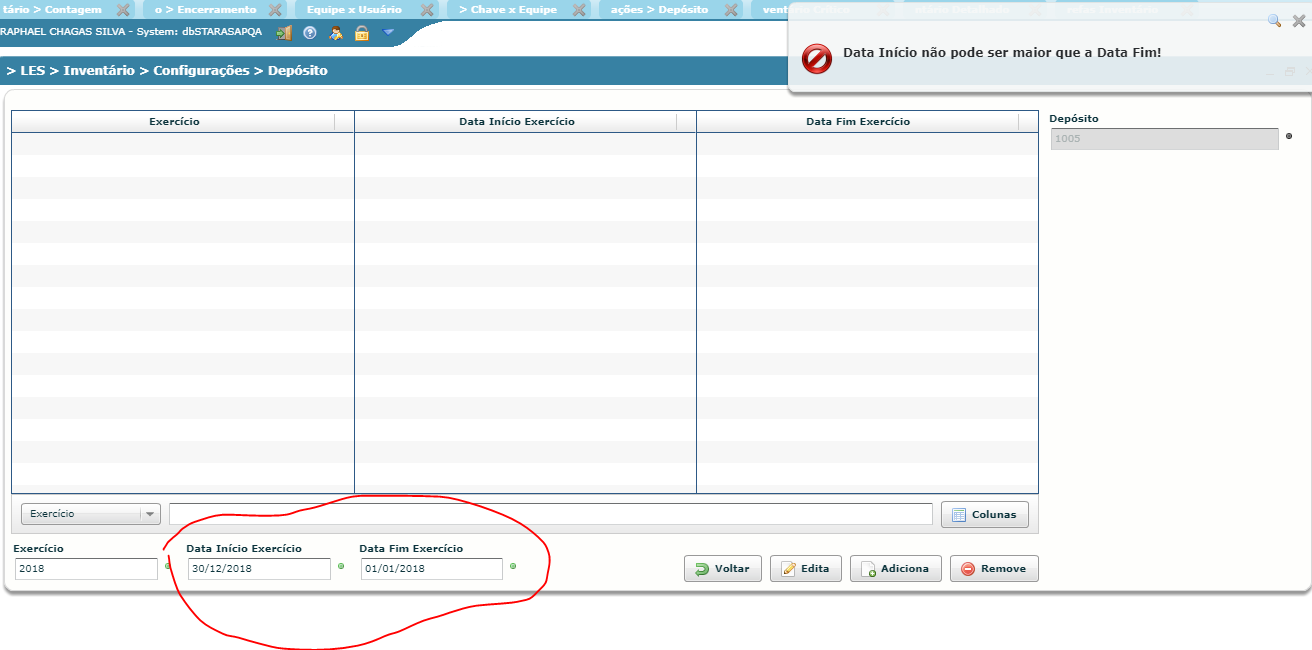 tário > Contagem
o > Encerramento
Equipe x Usuário
> Chave x Equipe
ações > Depósito
RAPHAEL CHAGAS SILVA - System: dbSTARASAPQA
Data Início não pode ser maior que a Data Fim!
> LES > Inventário > Configurações > Depósito
Exercício
Data Início Exercício
Data Fim Exercício
Depósito
1005
Exercício
Colunas
Exercício
Data Início Exercício
Data Fim Exercício
2018
30/12/2018
01/01/2018
Voltar
Edita
Adiciona
Remove